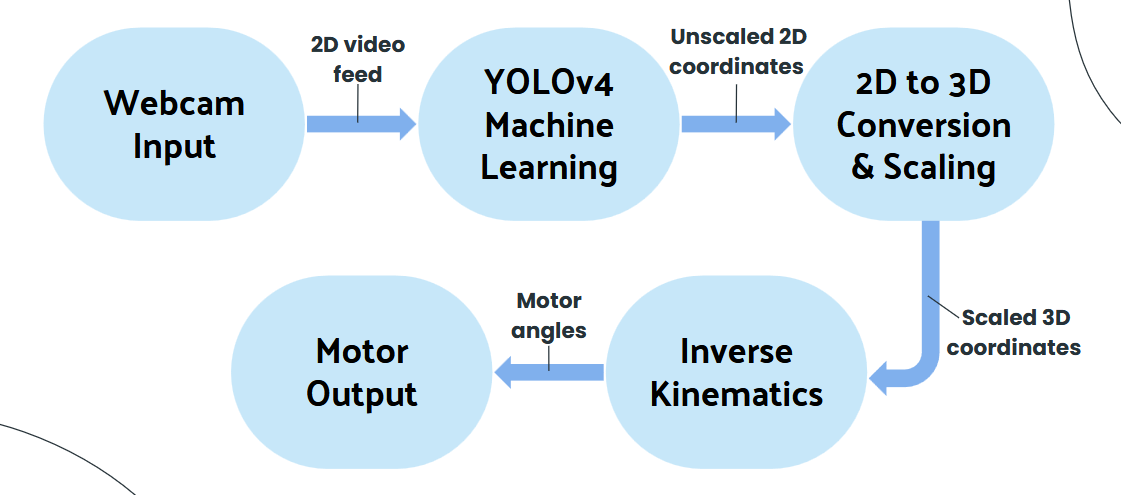 Webcam
Input
2D video
feed
YOLOv4
Machine
Learning
Unscaled 2D
coordinates
2D to 3D
Conversion
& Scaling
Scaled 3D
coordinates
Inverse
Kinematics
Motor
angles
Motor
Output